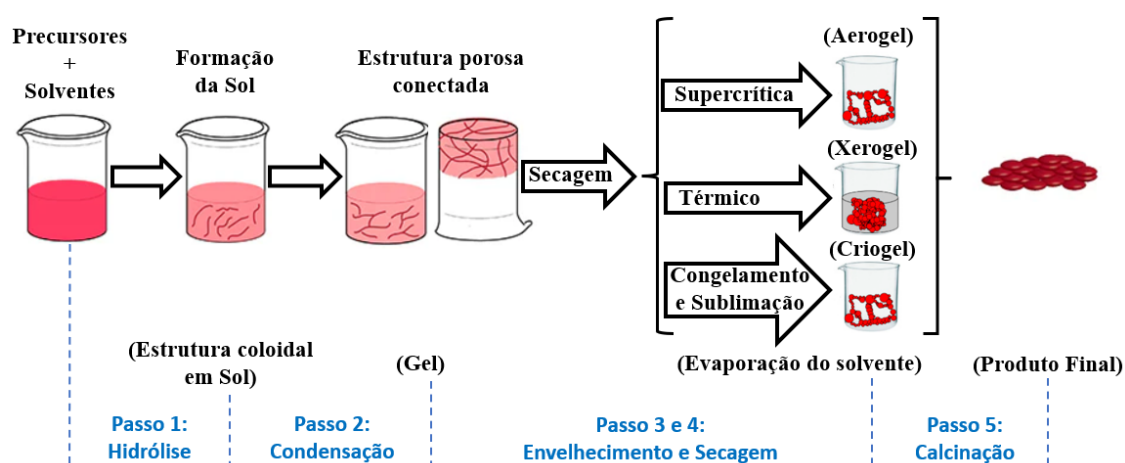 Precursores
+
Solventes
Formação
da Sol
Estrutura porosa
conectada
Secagem
Supercrítica
(Aerogel)
Térmico
(Xerogel)
Congelamento
e Sublimação
(Criogel)
(Estrutura coloidal
em Sol)
(Gel)
(Evaporação do solvente)
(Produto Final)
Passo 1:
Hidrólise
Passo 2:
Condensação
Passo 3 e 4:
Envelhecimento e Secagem
Passo 5:
Calcinação